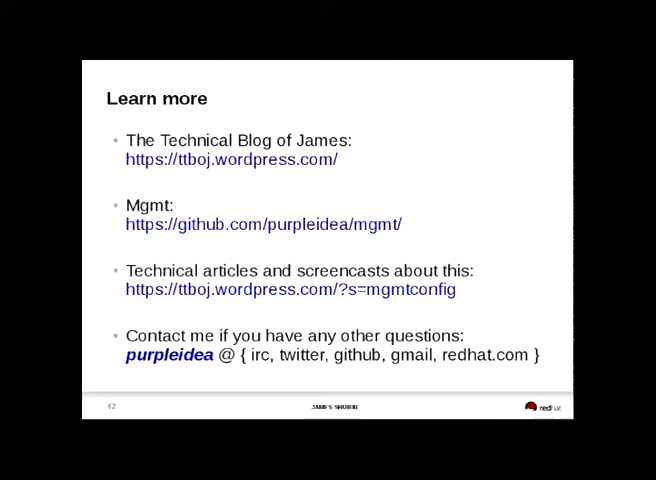 Learn more
The Technical Blog of James:
https://ttboj.wordpress.com/
Mgmt:
https://github.com/purpleidea/mgmt/
Technical articles and screencasts about this:
https://ttboj.wordpress.com/?s=mgmtconfig
Contact me if you have any other questions:
purpleidea @ { irc, twitter, github, gmail, redhat.com }
62
JAMES SHUBIN
redhat